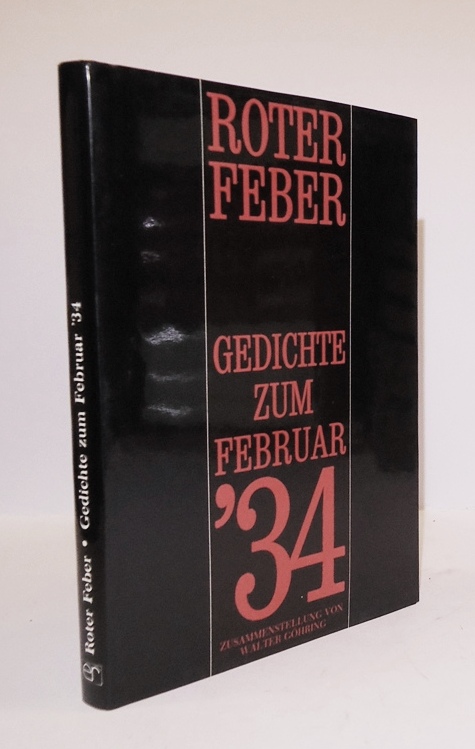 ROTER
FEBER
GEDICHTE
ZUM
FEBRUAR
’34
ZUSAMMENSTELLUNG VON
WALTER GÖHRING
Roter Feber • Gedichte zum Februar ’34